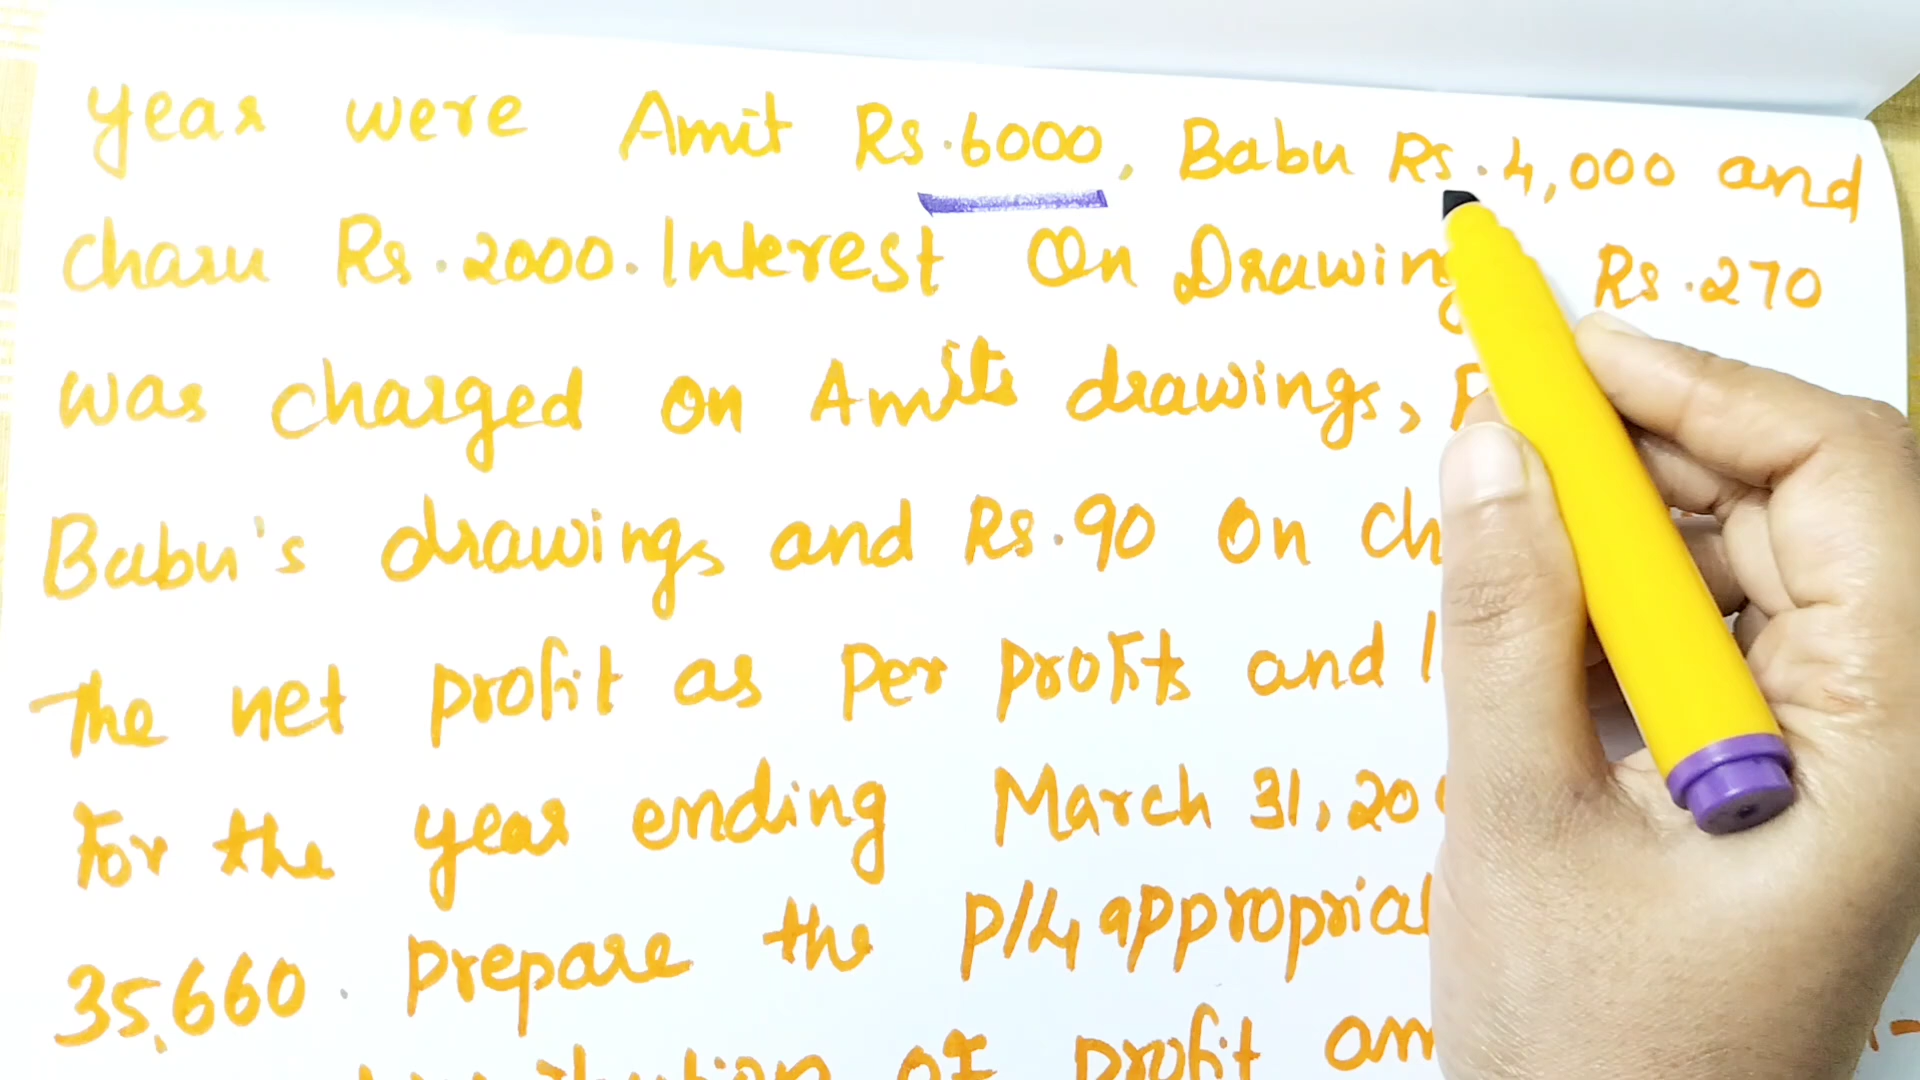 year were Amit Rs.6000, Babu Rs.4,000 and
charu Rs.2000. Interest On Drawing Rs.270
was charged on Amit's drawings,
Babu's drawings and Rs.90 On Ch
The net profit as per profits and
For the year ending March 31, 20
35,660. Prepare the P/L appropria
of profit an